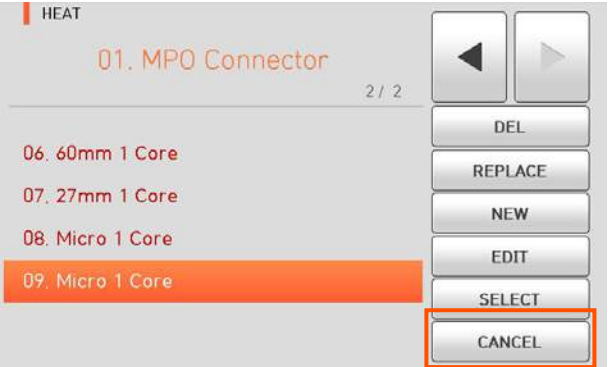 HEAT
01. MPO Connector
2/ 2
06. 60mm 1 Core
07. 27mm 1 Core
08. Micro 1 Core
09. Micro 1 Core
DEL
REPLACE
NEW
EDIT
SELECT
CANCEL